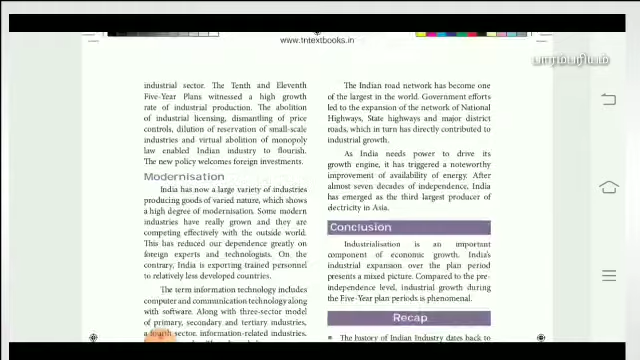 www.tntextbooks.in
பாரம்பரியம்
industrial sector. The Tenth and Eleventh
Five-Year Plans witnessed a high growth
rate of industrial production. The abolition
of industrial licensing, dismantling of price
controls, dilution of reservation of small-scale
industries and virtual abolition of monopoly
law enabled Indian industry to flourish.
The new policy welcomes foreign investments.
Modernisation
India has now a large variety of industries
producing goods of varied nature, which shows
a high degree of modernisation. Some modern
industries have really grown and they are
competing effectively with the outside world.
This has reduced our dependence greatly on
foreign experts and technologists. On the
contrary, India is exporting trained personnel
to relatively less developed countries.
The term information technology includes
computer and communication technology along
with software. Along with three-sector model
of primary, secondary and tertiary industries,
a fourth sector, information-related industries,
The Indian road network has become one
of the largest in the world. Government efforts
led to the expansion of the network of National
Highways, State highways and major district
roads, which in turn has directly contributed to
industrial growth.
As India needs power to drive its
growth engine, it has triggered a noteworthy
improvement of availability of energy. After
almost seven decades of independence, India
has emerged as the third largest producer of
electricity in Asia.
Conclusion
Industrialisation is an important
component of economic growth. India's
industrial expansion over the plan period
presents a mixed picture. Compared to the pre-
independence level, industrial growth during
the Five-Year plan periods is phenomenal.
Recap
The history of Indian Industry dates back to